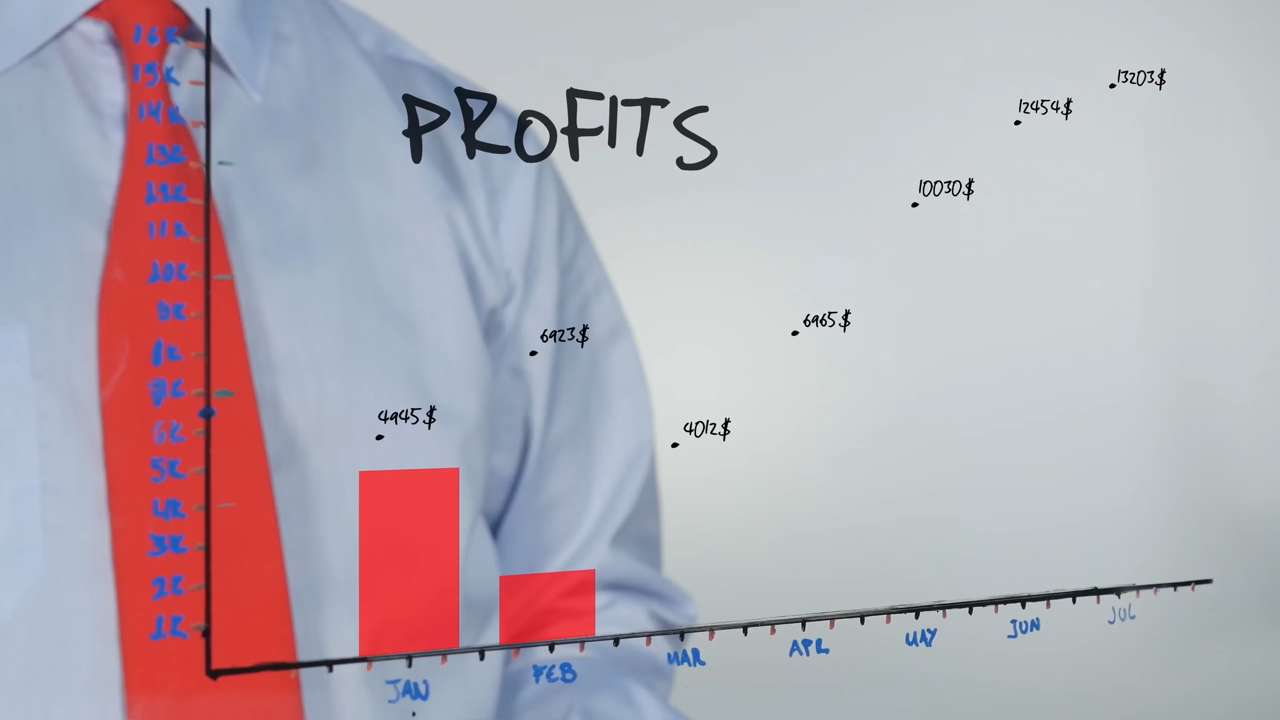 PROFITS
16K
15K
14K
13K
12K
11K
10K
9K
8K
7K
6K
5K
4K
3K
2K
1K
13203$
12454$
10030$
6965$
6923$
4945$
4012$
JAN
FEB
MAR
APR
MAY
JUN
JUL